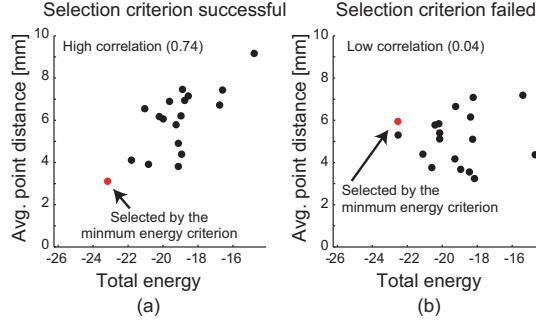 Selection criterion successful
High correlation (0.74)
Avg. point distance [mm]
10
8
6
4
2
0
Selected by the
minmum energy criterion
-26 -24 -22 -20 -18 -16
Total energy
(a)
Selection criterion failed
Low correlation (0.04)
Avg. point distance [mm]
10
8
6
4
2
0
Selected by the
minmum energy criterion
-26 -24 -22 -20 -18 -16
Total energy
(b)